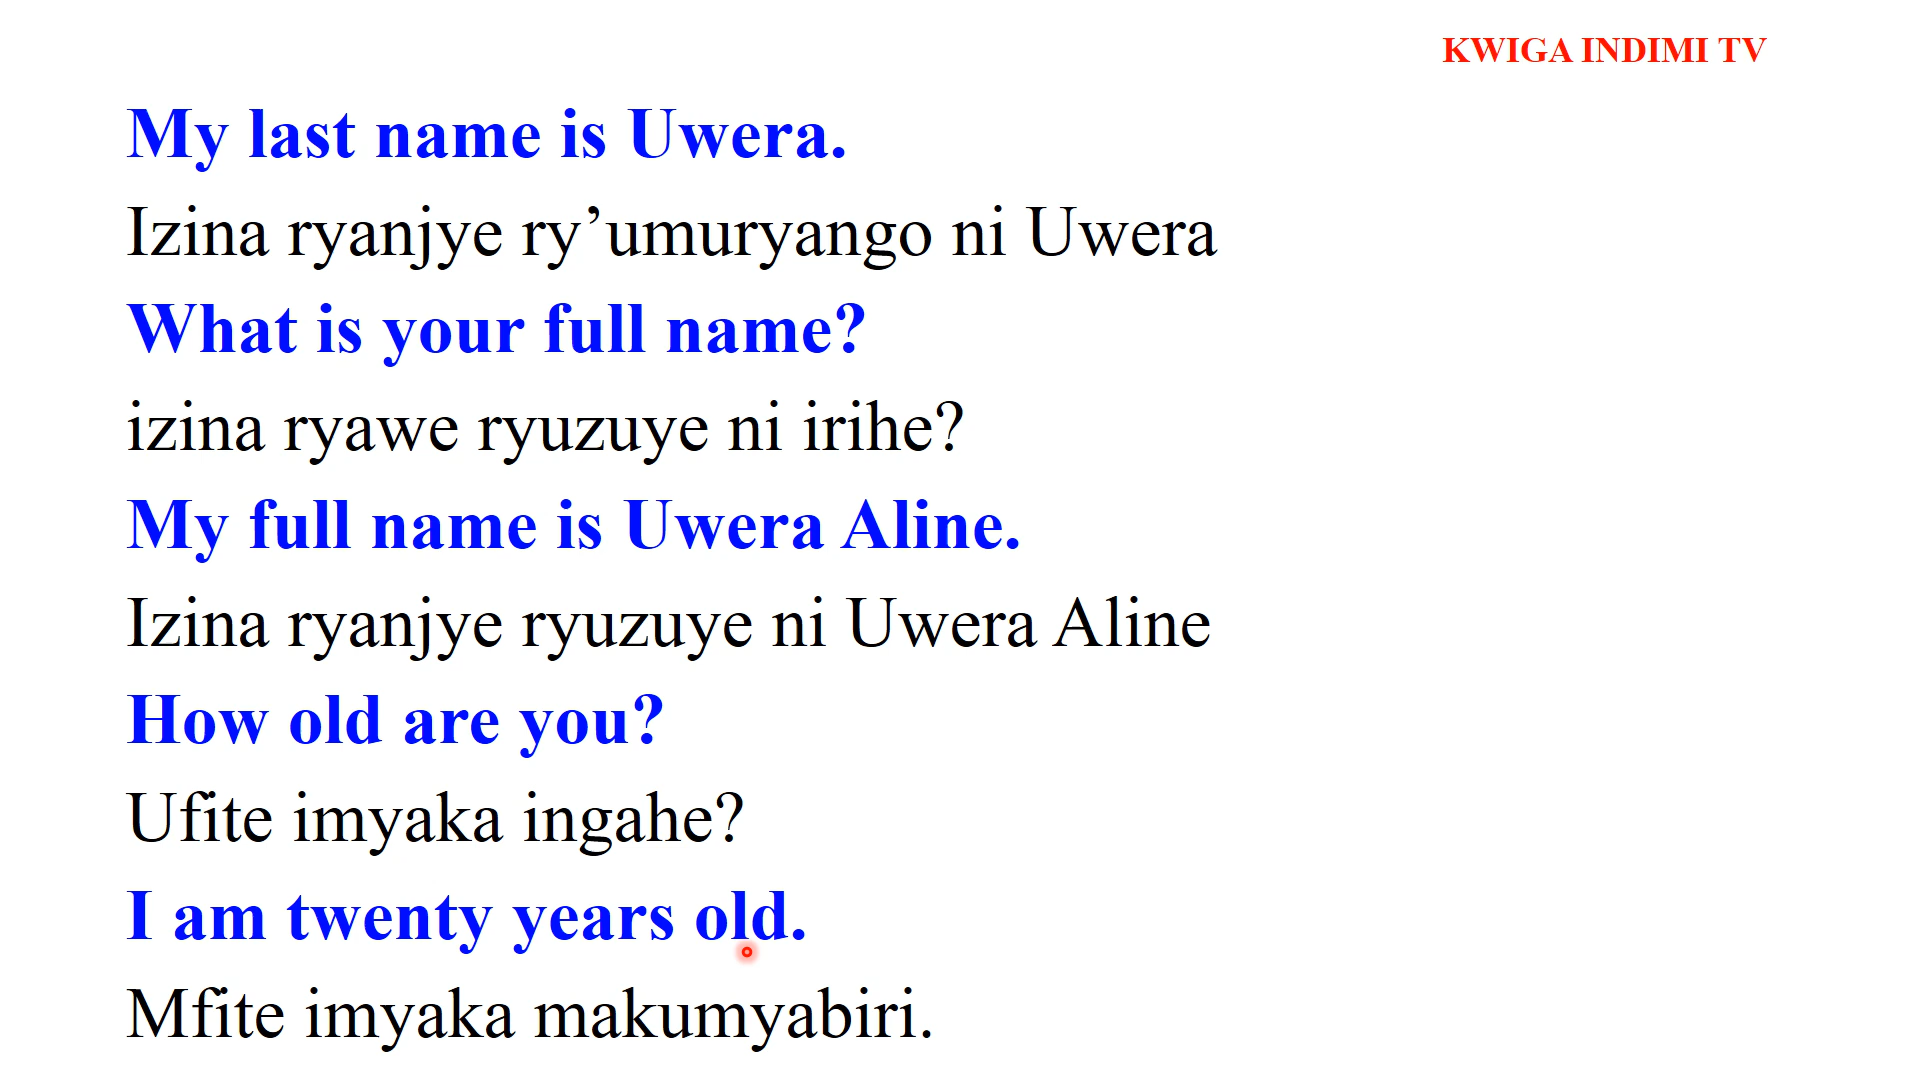 KWIGA INDIMI TV
My last name is Uwera.
Izina ryanjye ry’umuryango ni Uwera
What is your full name?
izina ryawe ryuzuye ni irihe?
My full name is Uwera Aline.
Izina ryanjye ryuzuye ni Uwera Aline
How old are you?
Ufite imyaka ingahe?
I am twenty years old.
Mfite imyaka makumyabiri.